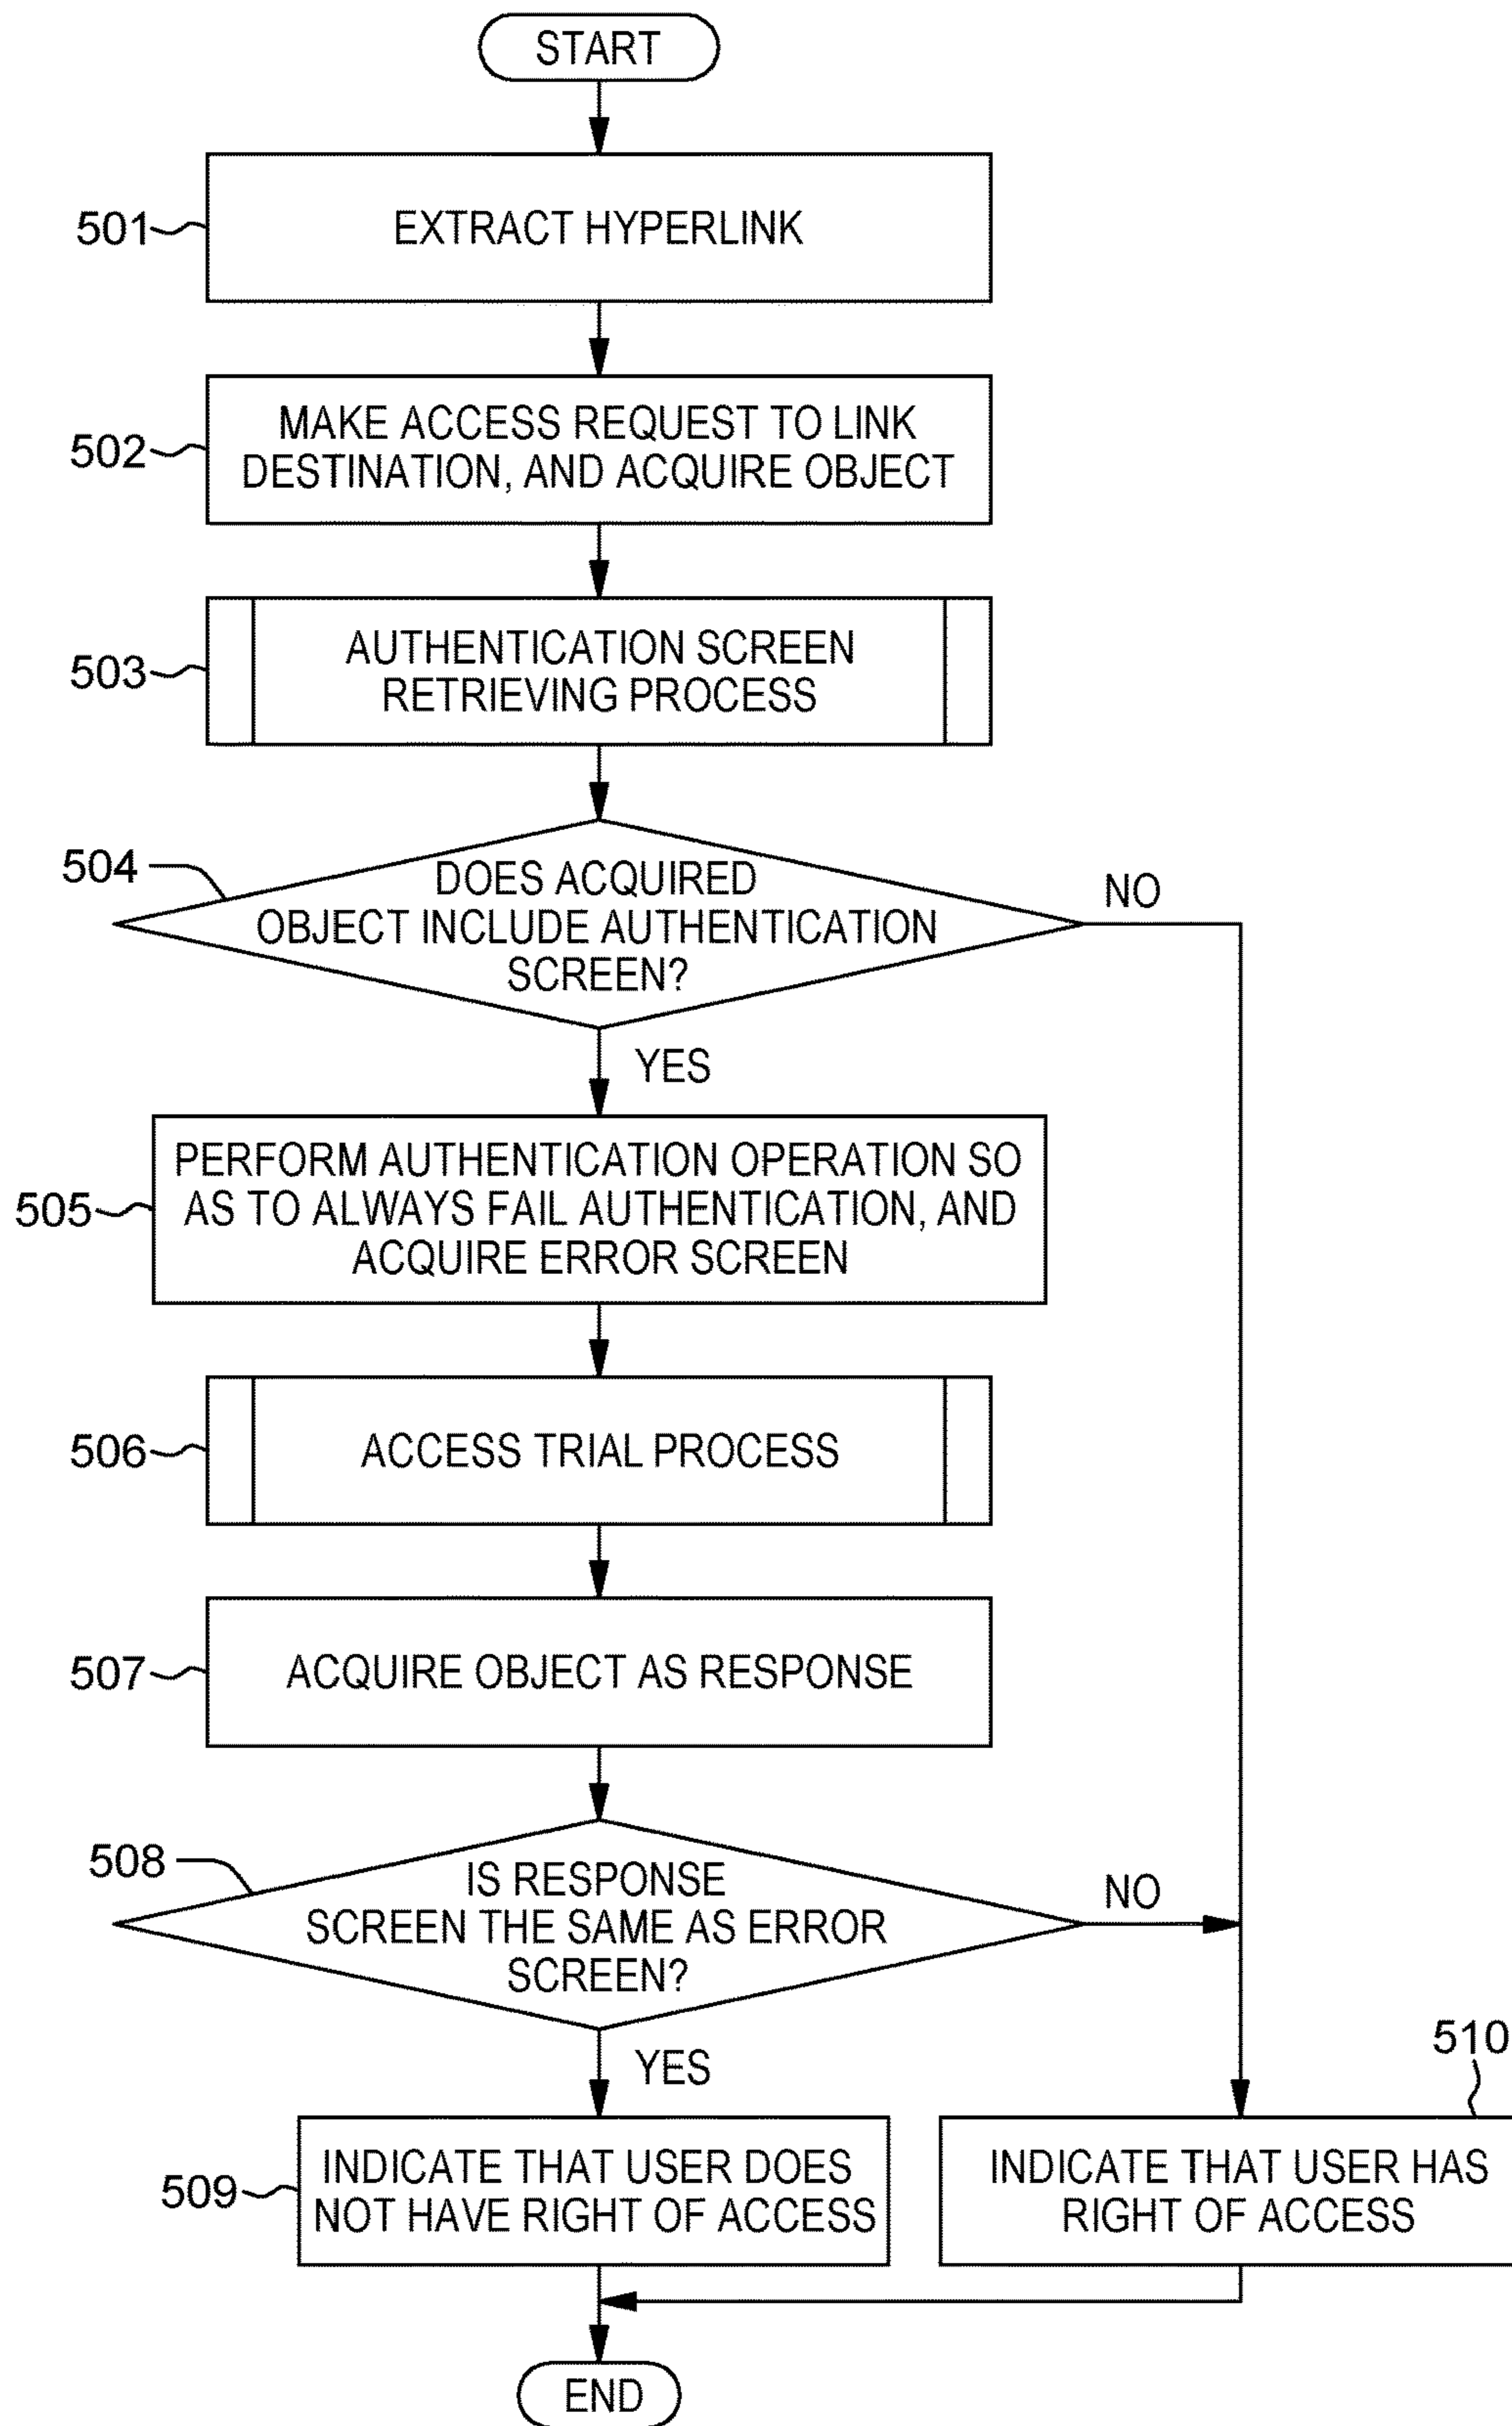 START
501
EXTRACT HYPERLINK
502
MAKE ACCESS REQUEST TO LINK
DESTINATION, AND ACQUIRE OBJECT
503
AUTHENTICATION SCREEN
RETRIEVING PROCESS
504
DOES ACQUIRED
OBJECT INCLUDE AUTHENTICATION
SCREEN?
NO
YES
505
PERFORM AUTHENTICATION OPERATION SO
AS TO ALWAYS FAIL AUTHENTICATION, AND
ACQUIRE ERROR SCREEN
506
ACCESS TRIAL PROCESS
507
ACQUIRE OBJECT AS RESPONSE
508
IS RESPONSE
SCREEN THE SAME AS ERROR
SCREEN?
NO
YES
509
INDICATE THAT USER DOES
NOT HAVE RIGHT OF ACCESS
510
INDICATE THAT USER HAS
RIGHT OF ACCESS
END